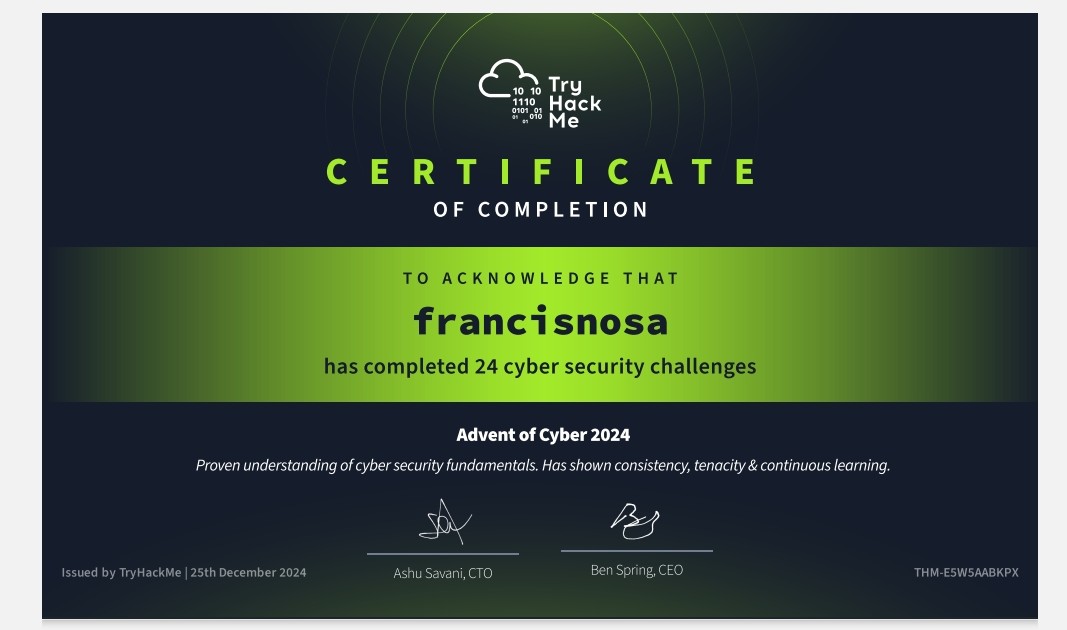 10 10
1110
0101 01
01 010
01
Try
Hack
Me
CERTIFICATE
OF COMPLETION
TO ACKNOWLEDGE THAT
francisnosa
has completed 24 cyber security challenges
Advent of Cyber 2024
Proven understanding of cyber security fundamentals. Has shown consistency, tenacity & continuous learning.
Ashu Savani, CTO
Ben Spring, CEO
Issued by TryHackMe | 25th December 2024
THM-E5W5AABKPX